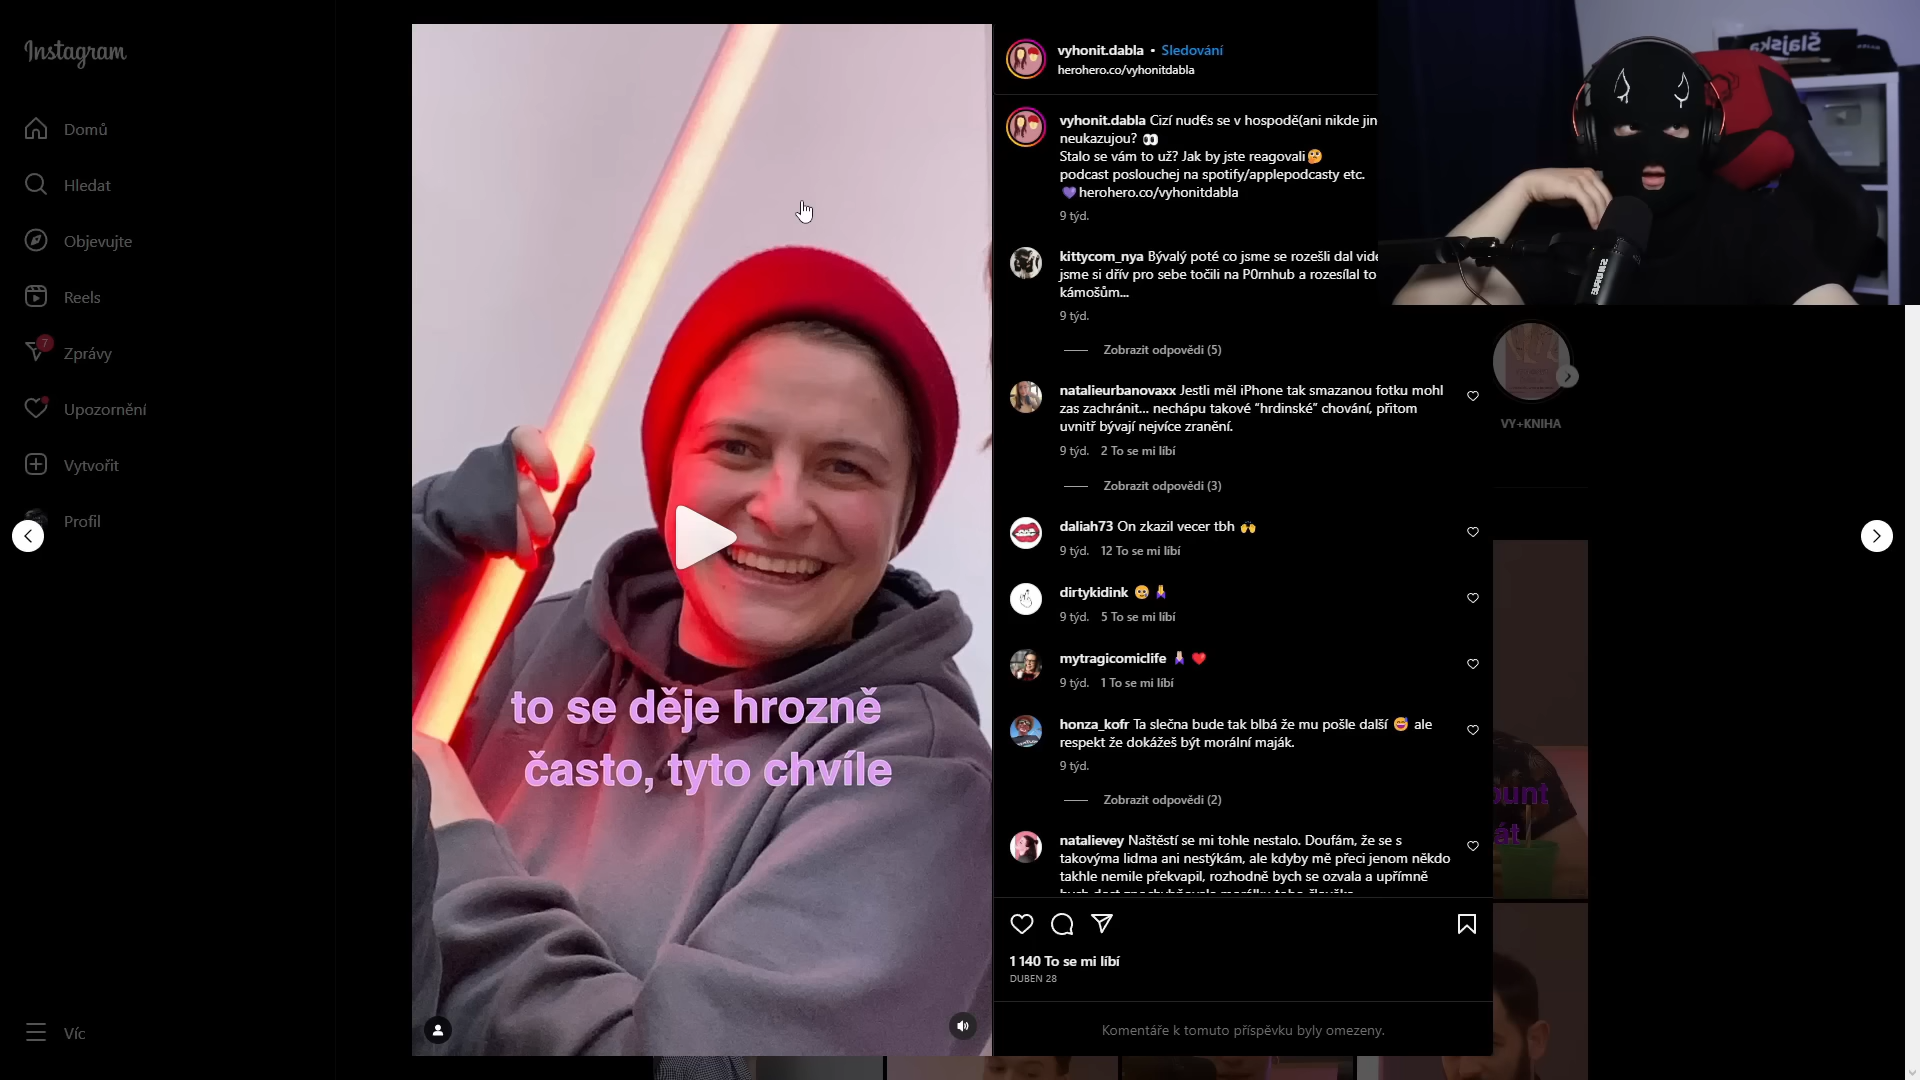 Instagram
Domů
Hledat
Objevujte
Reels
7
Zprávy
Upozornění
Vytvořit
Profil
Víc
to se děje hrozně
často, tyto chvíle
vyhonit.dabla • Sledování
herohero.co/vyhonitdabla
vyhonit.dabla Cizí nud€s se v hospodě(ani nikde jin
neukazujou? 👀
Stalo se vám to už? Jak by jste reagovali🤔
podcast poslouchej na spotify/applepodcasty etc.
💜herohero.co/vyhonitdabla
9 týd.
kittycom_nya Bývalý poté co jsme se rozešli dal vide
jsme si dřív pro sebe točili na P0rnhub a rozesílal to
kámošům...
9 týd.
Zobrazit odpovědi (5)
natalieurbanovaxx Jestli měl iPhone tak smazanou fotku mohl
zas zachránit... nechápu takové “hrdinské” chování, přitom
uvnitř bývají nejvíce zranění.
9 týd. 2 To se mi líbí
Zobrazit odpovědi (3)
daliah73 On zkazil vecer tbh 🙌
9 týd. 12 To se mi líbí
dirtykidink
9 týd. 5 To se mi líbí
mytragicomiclife
9 týd. 1 To se mi líbí
honza_kofr Ta slečna bude tak blbá že mu pošle další 😅 ale
respekt že dokážeš být morální maják.
9 týd.
Zobrazit odpovědi (2)
natalievey Naštěstí se mi tohle nestalo. Doufám, že se s
takovýma lidma ani nestýkám, ale kdyby mě přeci jenom někdo
takhle nemile překvapil, rozhodně bych se ozvala a upřímně
1 140 To se mi líbí
DUBEN 28
Komentáře k tomuto příspěvku byly omezeny.
Šlajska
VY+KNIHA